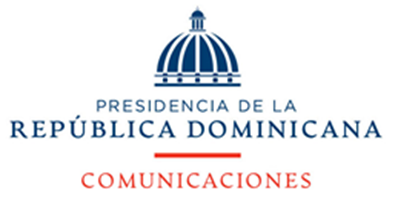 PRESIDENCIA DE LA
REPÚBLICA DOMINICANA
COMUNICACIONES